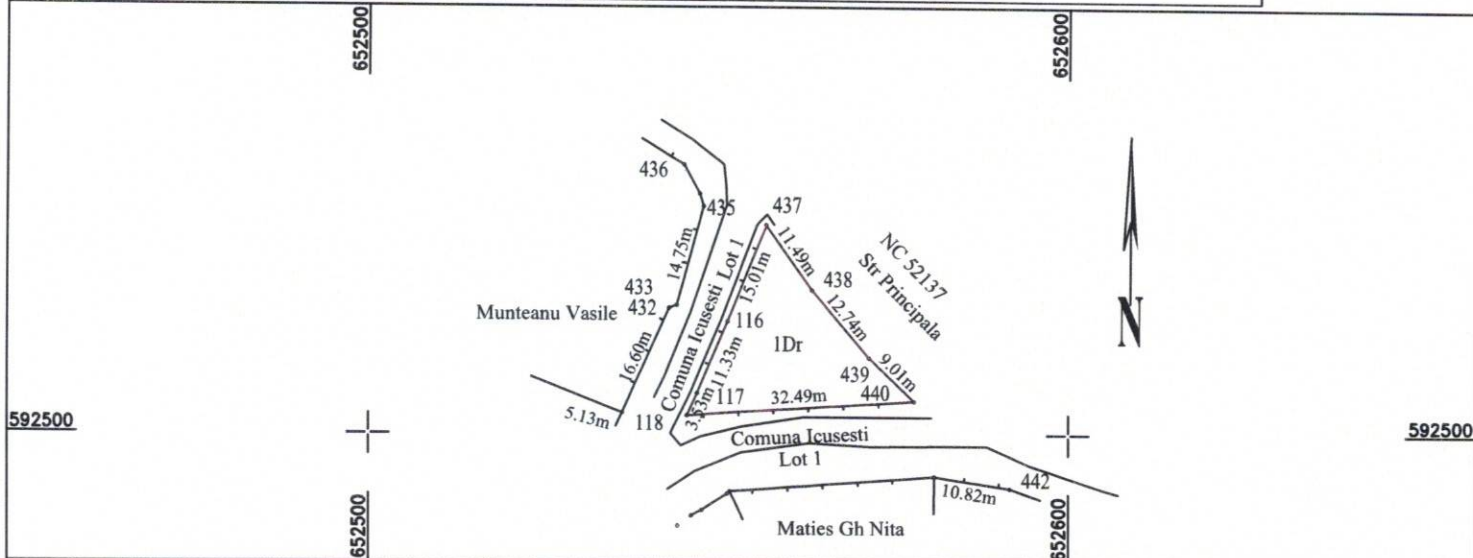 652500
652600
436
437
435
11.49m
NC 52137
Str Principala
14.75m
Comuna Icusesti Lot 1
15.01m
438
433
432
Munteanu Vasile
116
12.74m
1Dr
16.60m
11.33m
439
9.01m
440
117
32.49m
3.53m
118
5.13m
592500
592500
Comuna Icusesti
Lot 1
442
10.82m
Maties Gh Nita
652500
652600
N